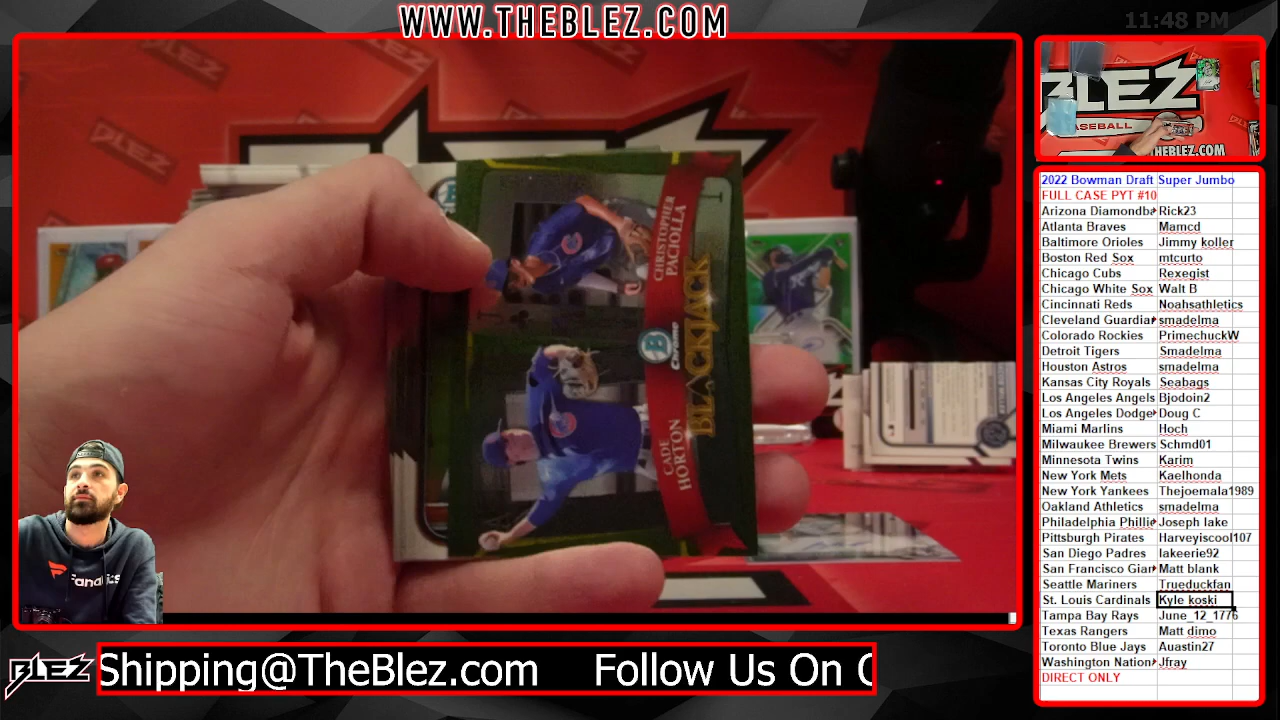 WWW.THEBLEZ.COM
11:48 PM
BLEZ
CHRISTOPHER PACIOLLA
BLACKJACK
B
Chrome
CADE HORTON
Fanatics
BLEZ
BASEBALL
THEBLEZ.COM
2022 Bowman Draft Super Jumbo
FULL CASE PYT #10
Arizona Diamondba Rick23
Atlanta Braves Mamcd
Baltimore Orioles Jimmy koller
Boston Red Sox mtcurto
Chicago Cubs Rexegist
Chicago White Sox Walt B
Cincinnati Reds Noahsathletics
Cleveland Guardia smadelma
Colorado Rockies PrimechuckW
Detroit Tigers Smadelma
Houston Astros smadelma
Kansas City Royals Seabags
Los Angeles Angels Bjodoin2
Los Angeles Dodge Doug C
Miami Marlins Hoch
Milwaukee Brewers Schmd01
Minnesota Twins Karim
New York Mets Kaelhonda
New York Yankees Thejoemala1989
Oakland Athletics smadelma
Philadelphia Phillie Joseph lake
Pittsburgh Pirates Harveyiscool107
San Diego Padres lakeerie92
San Francisco Gian Matt blank
Seattle Mariners Trueduckfan
St. Louis Cardinals Kyle koski
Tampa Bay Rays June_12_1776
Texas Rangers Matt dimo
Toronto Blue Jays Auastin27
Washington Nation Jfray
DIRECT ONLY
BLEZ
Shipping@TheBlez.com Follow Us On